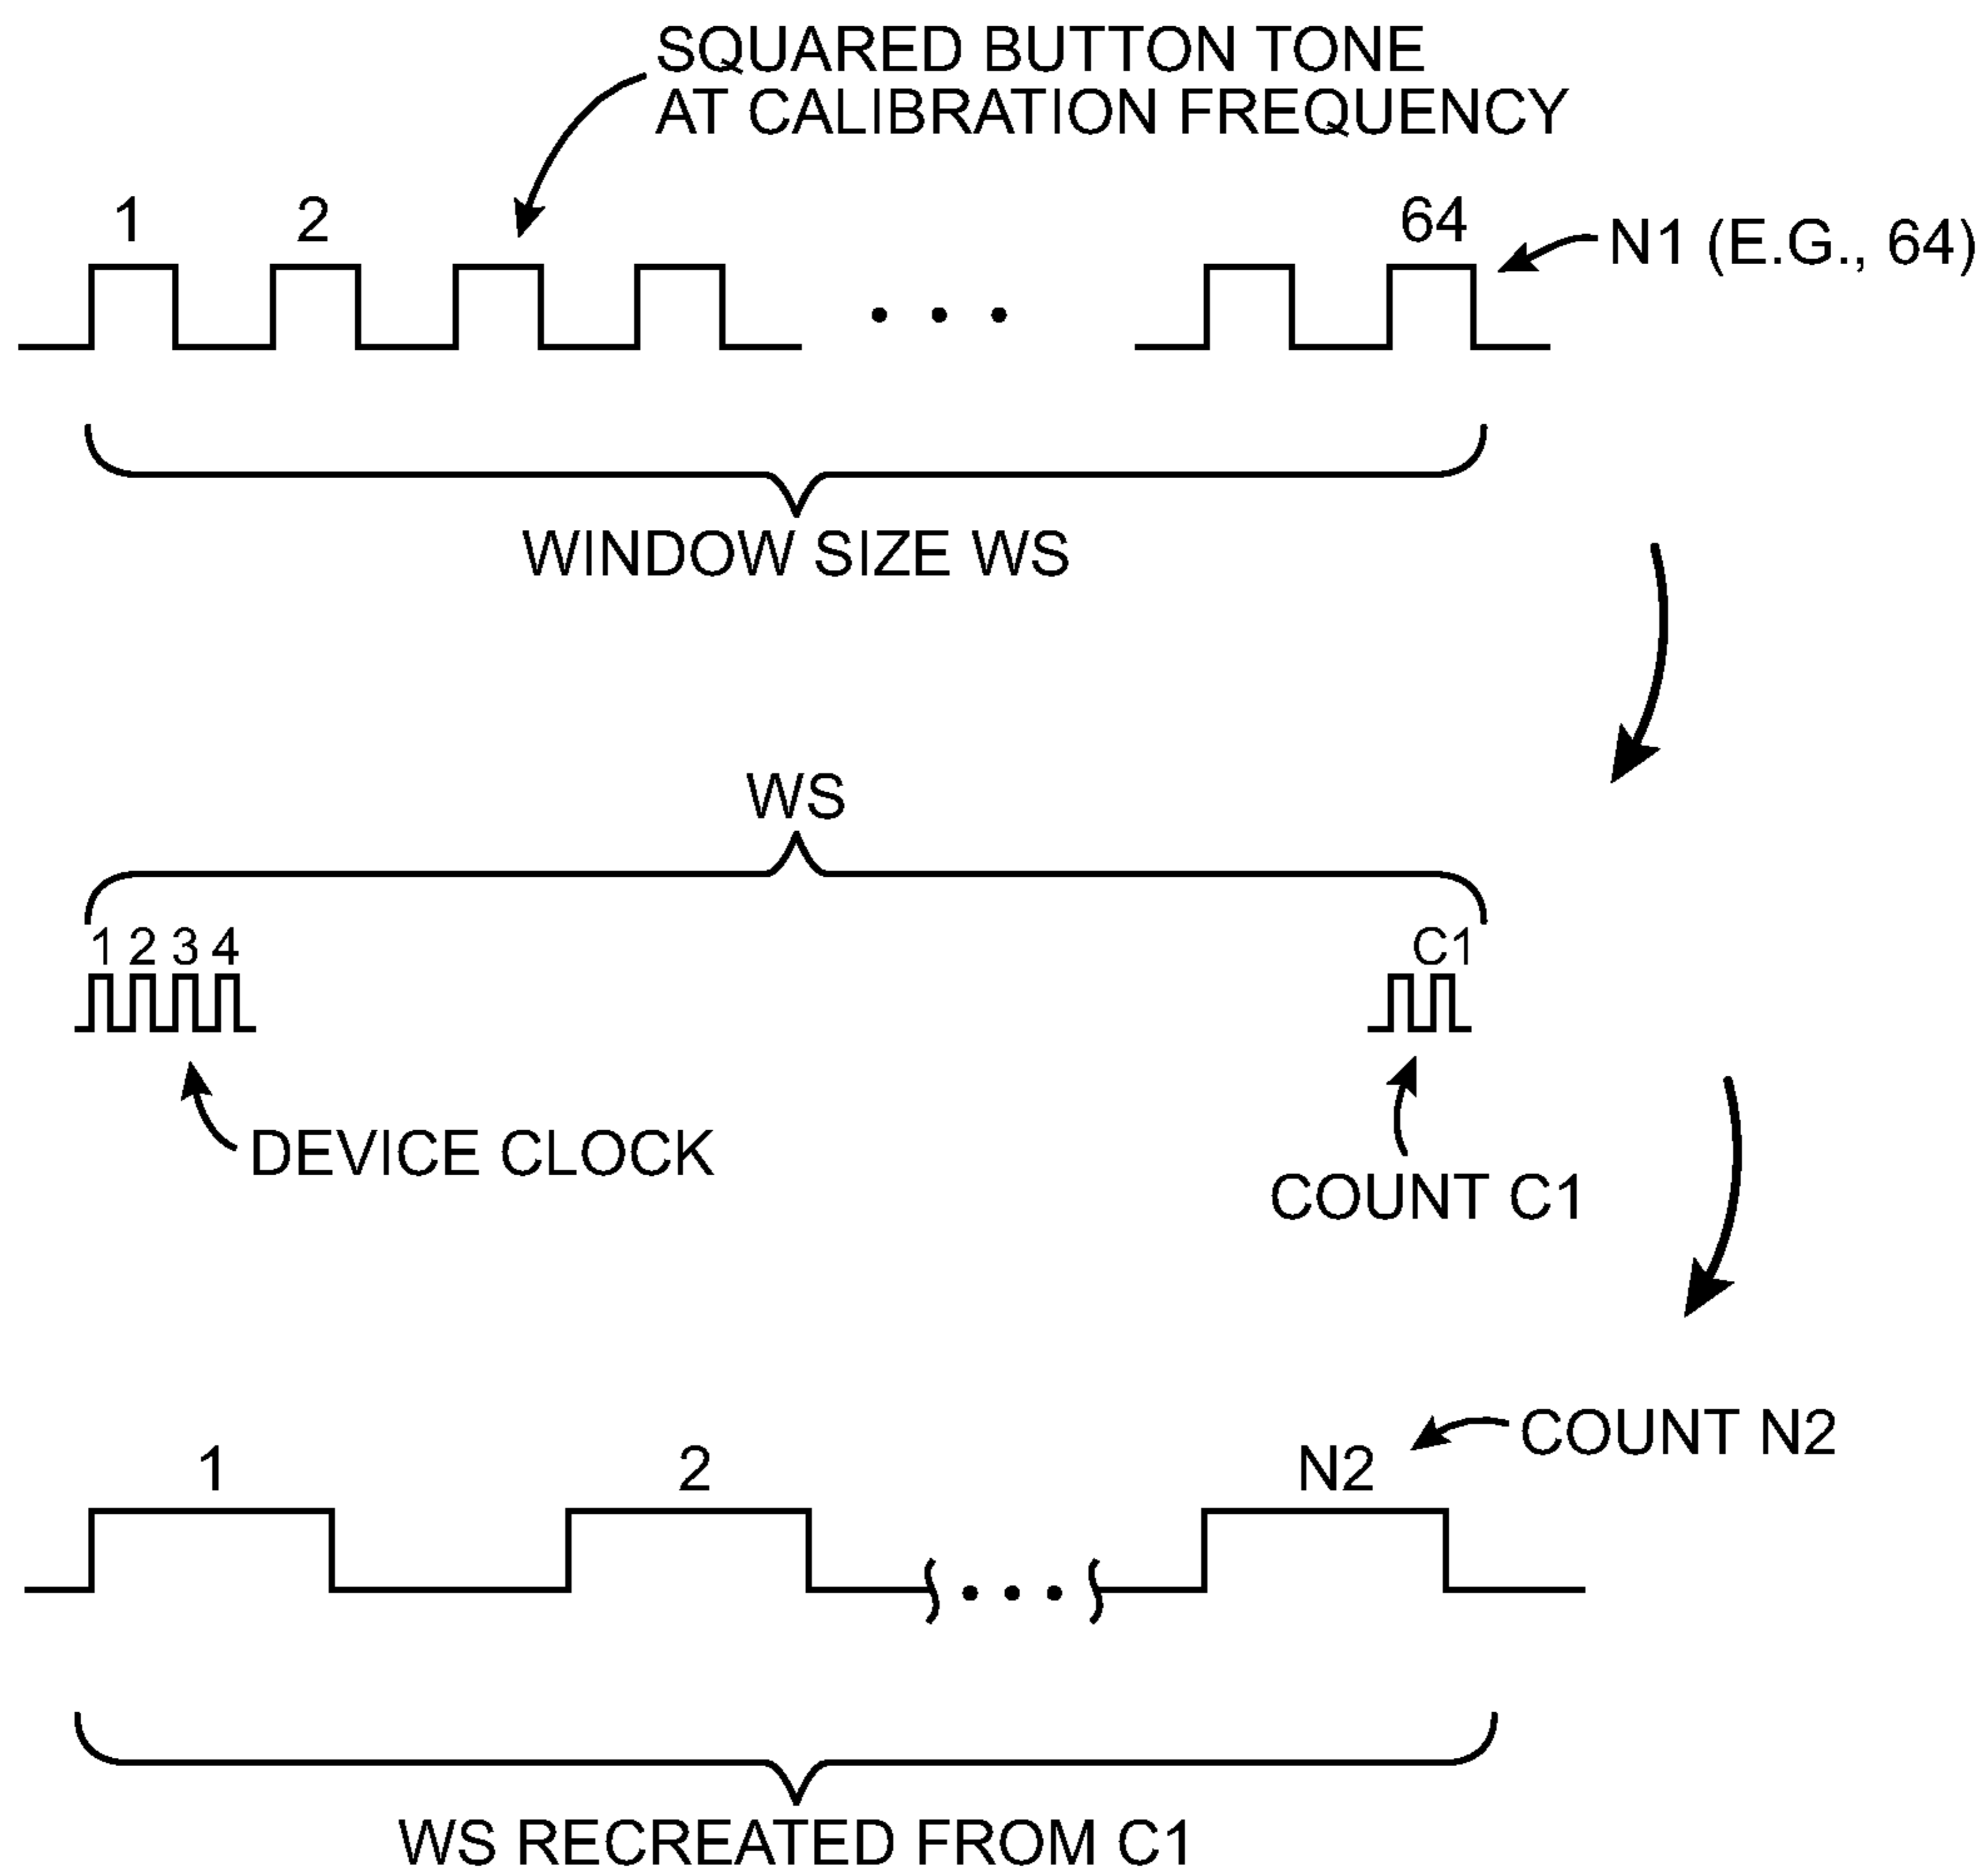 SQUARED BUTTON TONE
AT CALIBRATION FREQUENCY
1 2 64
N1 (E.G., 64)
WINDOW SIZE WS
WS
1 2 3 4 C1
DEVICE CLOCK
COUNT C1
COUNT N2
1 2 N2
WS RECREATED FROM C1